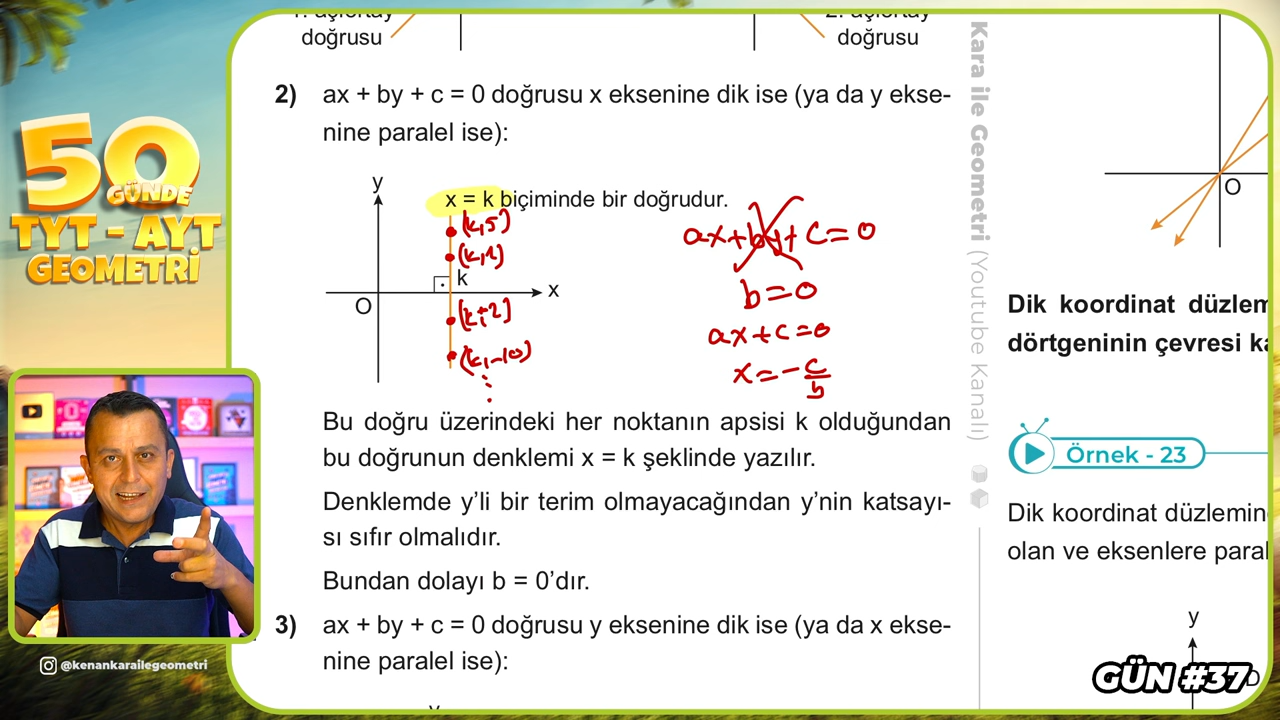 50
GÜNDE
TYT - AYT
GEOMETRİ
@kenankarailegeometri
doğrusu
doğrusu
2) ax + by + c = 0 doğrusu x eksenine dik ise (ya da y ekse-
nine paralel ise):
y
x = k biçiminde bir doğrudur.
(k,5)
(k,2)
k
x
O
(k,-2)
(k,-10)
ax+by+c=0
b=0
ax+c=0
x=-c/b
Bu doğru üzerindeki her noktanın apsisi k olduğundan
bu doğrunun denklemi x = k şeklinde yazılır.
Denklemde y’li bir terim olmayacağından y’nin katsayı-
sı sıfır olmalıdır.
Bundan dolayı b = 0’dır.
3) ax + by + c = 0 doğrusu y eksenine dik ise (ya da x ekse-
nine paralel ise):
Kara ile Geometri (Youtube Kanalı)
O
Dik koordinat düzlem
dörtgeninin çevresi ka
Örnek - 23
Dik koordinat düzlemin
olan ve eksenlere paral
y
GÜN #37
D